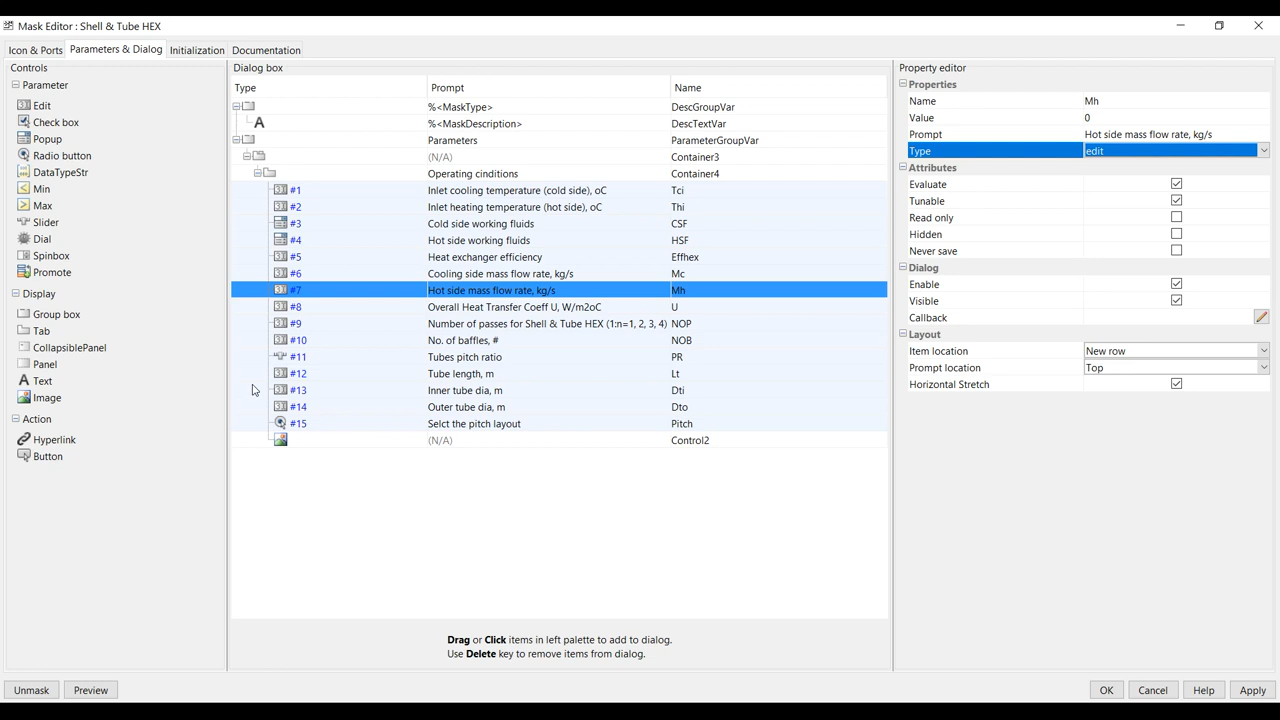 Mask Editor : Shell & Tube HEX
Icon & Ports Parameters & Dialog Initialization Documentation
Controls
Parameter
Edit
Check box
Popup
Radio button
DataTypeStr
Min
Max
Slider
Dial
Spinbox
Promote
Display
Group box
Tab
CollapsiblePanel
Panel
Text
Image
Action
Hyperlink
Button
Dialog box
Type Prompt Name
%<MaskType> DescGroupVar
A %<MaskDescription> DescTextVar
Parameters ParameterGroupVar
(N/A) Container3
Operating cinditions Container4
#1 Inlet cooling temperature (cold side), oC Tci
#2 Inlet heating temperature (hot side), oC Thi
#3 Cold side working fluids CSF
#4 Hot side working fluids HSF
#5 Heat exchanger efficiency Effhex
#6 Cooling side mass flow rate, kg/s Mc
#7 Hot side mass flow rate, kg/s Mh
#8 Overall Heat Transfer Coeff U, W/m2oC U
#9 Number of passes for Shell & Tube HEX (1:n=1, 2, 3, 4) NOP
#10 No. of baffles, # NOB
#11 Tubes pitch ratio PR
#12 Tube length, m Lt
#13 Inner tube dia, m Dti
#14 Outer tube dia, m Dto
#15 Selct the pitch layout Pitch
(N/A) Control2
Drag or Click items in left palette to add to dialog.
Use Delete key to remove items from dialog.
Property editor
Properties
Name Mh
Value 0
Prompt Hot side mass flow rate, kg/s
Type edit
Attributes
Evaluate
Tunable
Read only
Hidden
Never save
Dialog
Enable
Visible
Callback
Layout
Item location New row
Prompt location Top
Horizontal Stretch
Unmask Preview OK Cancel Help Apply